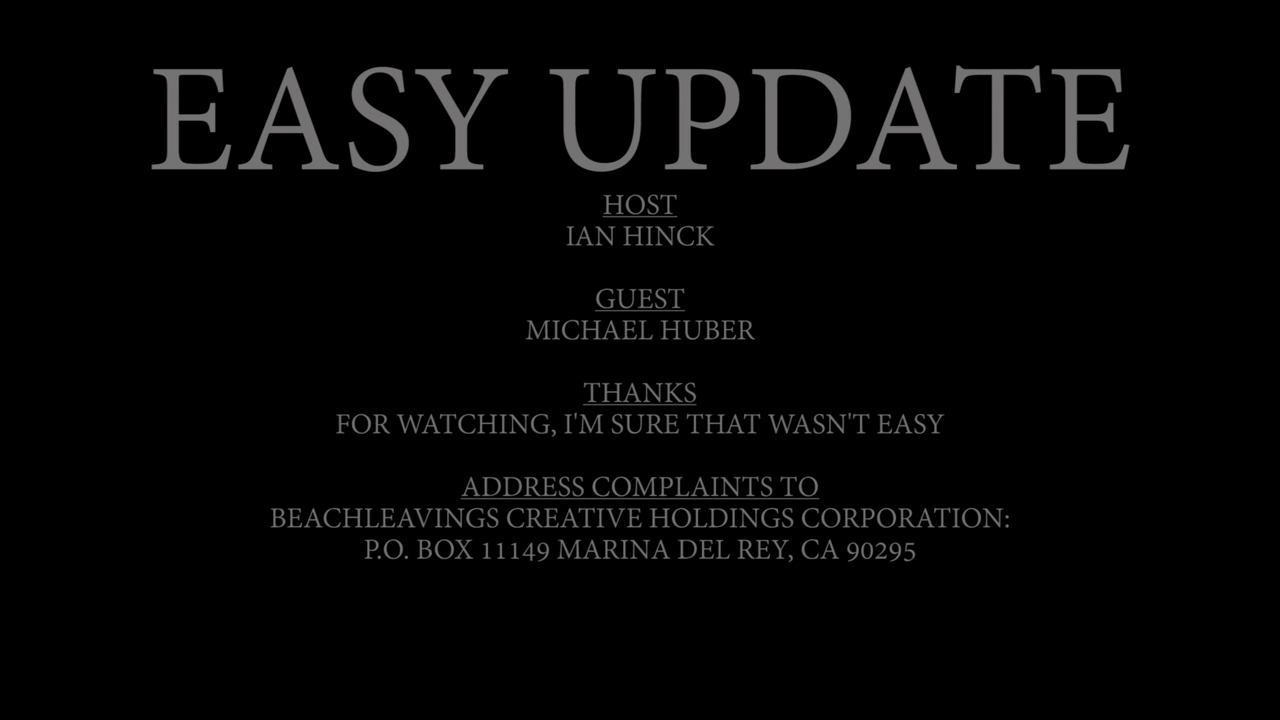 EASY UPDATE
HOST
IAN HINCK
GUEST
MICHAEL HUBER
THANKS
FOR WATCHING, I'M SURE THAT WASN'T EASY
ADDRESS COMPLAINTS TO
BEACHLEAVINGS CREATIVE HOLDINGS CORPORATION:
P.O. BOX 11149 MARINA DEL REY, CA 90295